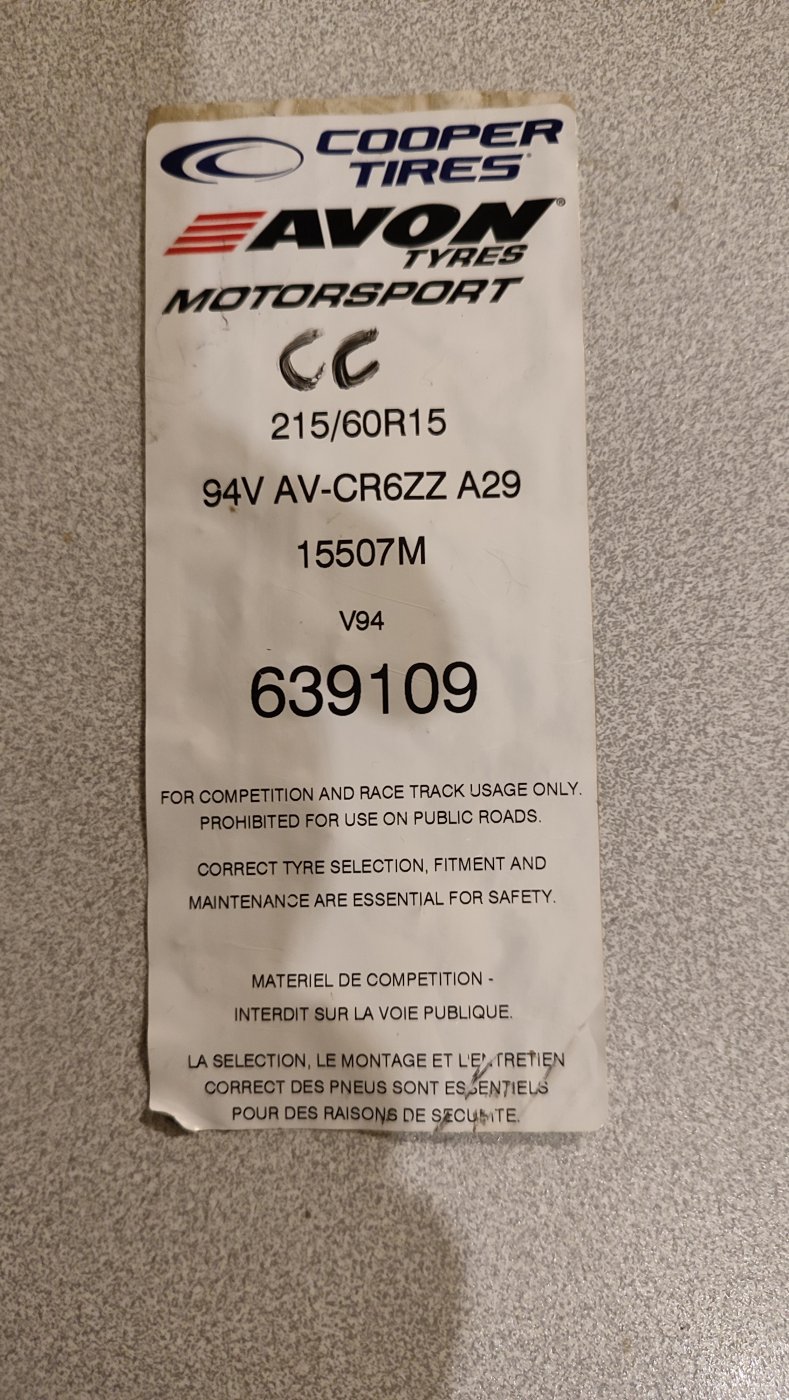 COOPER
TIRES
AVON®
TYRES
MOTORSPORT
CC
215/60R15
94V AV-CR6ZZ A29
15507M
V94
639109
FOR COMPETITION AND RACE TRACK USAGE ONLY.
PROHIBITED FOR USE ON PUBLIC ROADS.
CORRECT TYRE SELECTION, FITMENT AND
MAINTENANCE ARE ESSENTIAL FOR SAFETY.
MATERIEL DE COMPETITION -
INTERDIT SUR LA VOIE PUBLIQUE.
LA SELECTION, LE MONTAGE ET L'ENTRETIEN
CORRECT DES PNEUS SONT ESSENTIELS
POUR DES RAISONS DE SECURITE.